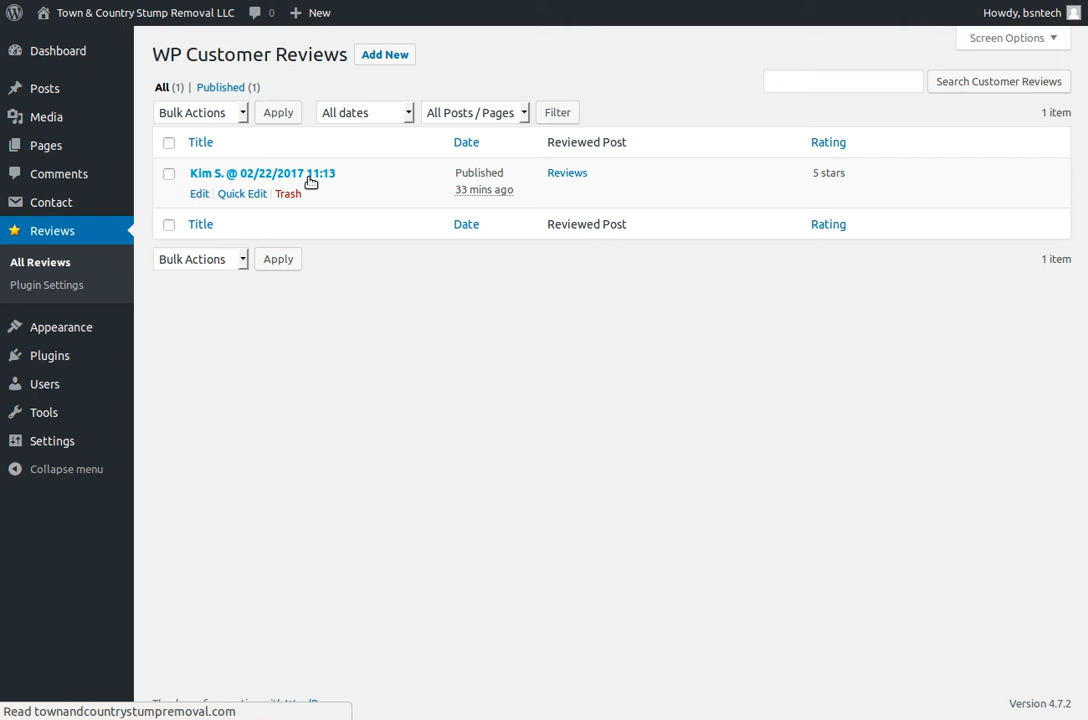 Town & Country Stump Removal LLC 0 New Howdy, bsntech
Screen Options
Dashboard
Posts
Media
Pages
Comments
Contact
Reviews
All Reviews
Plugin Settings
Appearance
Plugins
Users
Tools
Settings
Collapse menu
WP Customer Reviews Add New
All (1) | Published (1)
Search Customer Reviews
Bulk Actions Apply All dates All Posts / Pages Filter 1 item
Title Date Reviewed Post Rating
Kim S. @ 02/22/2017 11:13 Published Reviews 5 stars
33 mins ago
Edit | Quick Edit | Trash
Title Date Reviewed Post Rating
Bulk Actions Apply 1 item
Version 4.7.2
Read townandcountrystumpremoval.com